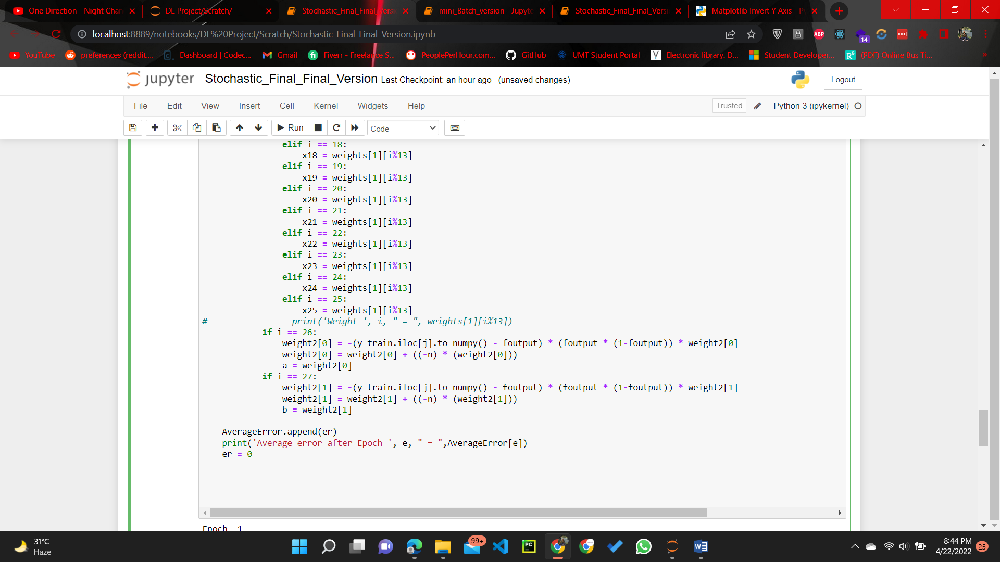 One Direction - Night Chan
DL Project/Scratch/
Stochastic_Final_Final_Versio
mini_Batch_version - Jupyte
Stochastic_Final_Final_Versi
Matplotlib Invert Y Axis - Py
localhost:8889/notebooks/DL%20Project/Scratch/Stochastic_Final_Final_Version.ipynb
ABP
14
YouTube
preferences (reddit....
Dashboard | Codec...
Gmail
Fiverr - Freelance S...
PeoplePerHour.com...
GitHub
UMT Student Portal
Electronic library. D...
Student Developer...
(PDF) Online Bus Ti...
»
jupyter Stochastic_Final_Final_Version Last Checkpoint: an hour ago (unsaved changes)
Logout
File Edit View Insert Cell Kernel Widgets Help
Trusted
Python 3 (ipykernel)
Run
Code
elif i == 18:
x18 = weights[1][i%13]
elif i == 19:
x19 = weights[1][i%13]
elif i == 20:
x20 = weights[1][i%13]
elif i == 21:
x21 = weights[1][i%13]
elif i == 22:
x22 = weights[1][i%13]
elif i == 23:
x23 = weights[1][i%13]
elif i == 24:
x24 = weights[1][i%13]
elif i == 25:
x25 = weights[1][i%13]
# print('Weight ', i, " = ", weights[1][i%13])
if i == 26:
weight2[0] = -(y_train.iloc[j].to_numpy() - foutput) * (foutput * (1-foutput)) * weight2[0]
weight2[0] = weight2[0] + ((-n) * (weight2[0]))
a = weight2[0]
if i == 27:
weight2[1] = -(y_train.iloc[j].to_numpy() - foutput) * (foutput * (1-foutput)) * weight2[1]
weight2[1] = weight2[1] + ((-n) * (weight2[1]))
b = weight2[1]
AverageError.append(er)
print('Average error after Epoch ', e, " = ",AverageError[e])
er = 0
Epoch 1
31°C
Haze
99+
PC
8:44 PM
4/22/2022
25